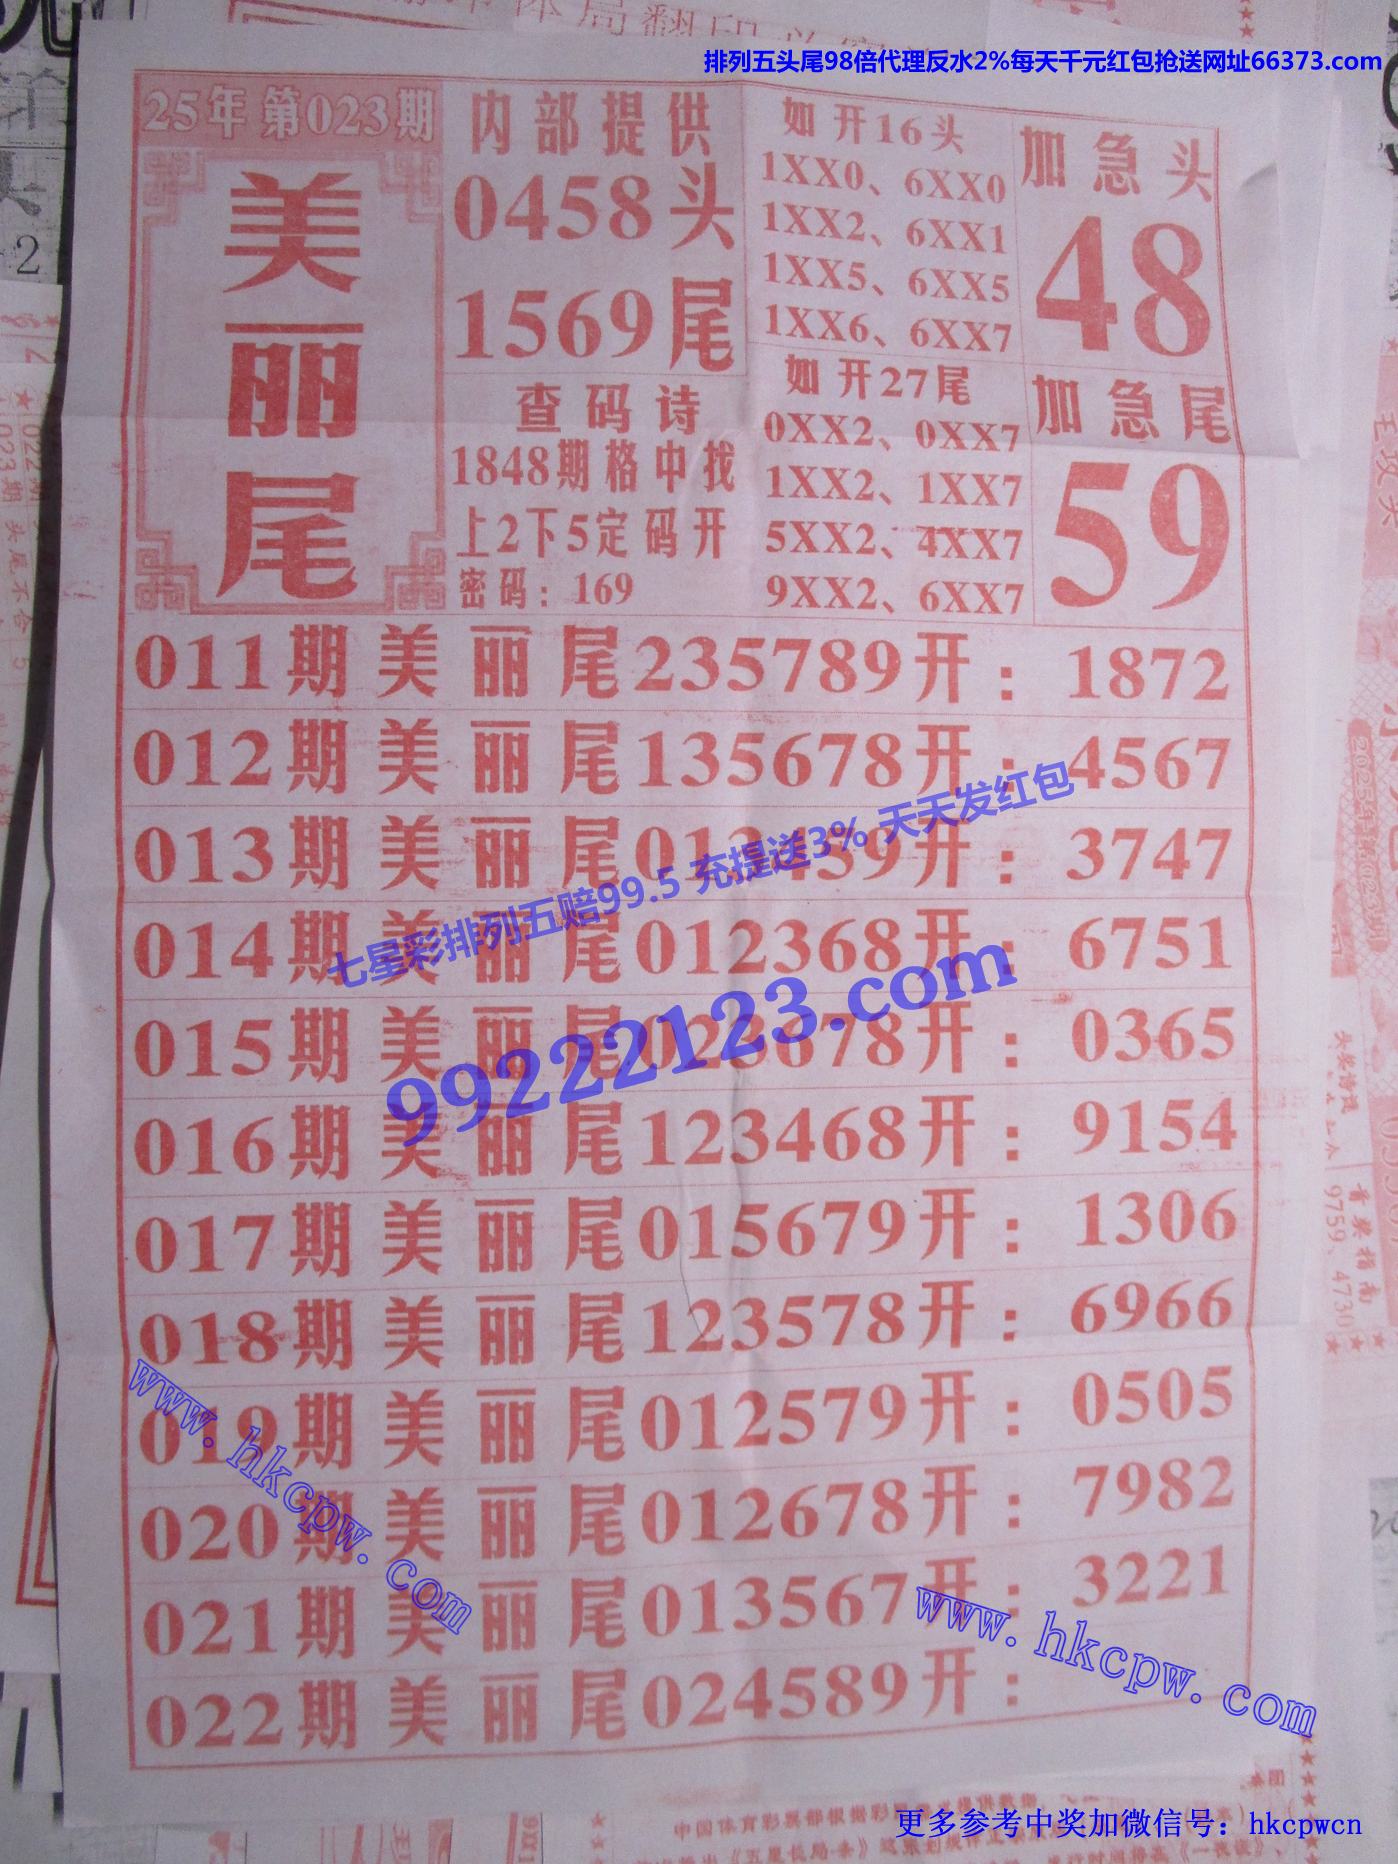 排列五头尾98倍代理反水2%每天千元红包抢送网址66373.com
25年 第023期
美丽尾
内部提供
0458头
1569尾
查码诗
1848期格中找
上2下5定码开
密码：169
如开16头
1XX0、6XX0
1XX2、6XX1
1XX5、6XX5
1XX6、6XX7
如开27尾
0XX2、0XX7
1XX2、1XX7
5XX2、4XX7
9XX2、6XX7
加急头
48
加急尾
59
011期美丽尾235789开：1872
012期美丽尾135678开：4567
013期美丽尾013459开：3747
014期美丽尾012368开：6751
015期美丽尾023678开：0365
016期美丽尾123468开：9154
017期美丽尾015679开：1306
018期美丽尾123578开：6966
019期美丽尾012579开：0505
020期美丽尾012678开：7982
021期美丽尾013567开：3221
022期美丽尾024589开：
七星彩排列五赔99.5 充提送3% 天天发红包
99222123.com
www.hkcpw.com
www.hkcpw.com
更多参考中奖加微信号：hkcpwcn